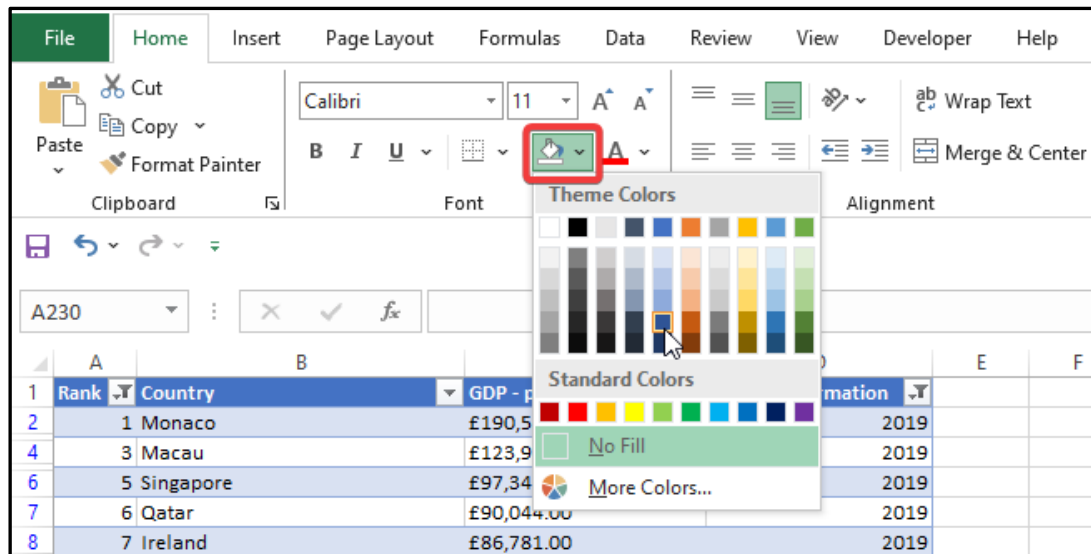 File Home Insert Page Layout Formulas Data Review View Developer Help
Cut
Calibri 11 A A ab Wrap Text
Copy
Paste
Format Painter B I U A Merge & Center
Clipboard Font Alignment
Theme Colors
A230 fx
A B E F
Standard Colors
1 Rank Country GDP - p mation
2 1 Monaco £190,5 2019
4 3 Macau £123,9 2019
No Fill
6 5 Singapore £97,34 2019
More Colors...
7 6 Qatar £90,044.00 2019
8 7 Ireland £86,781.00 2019